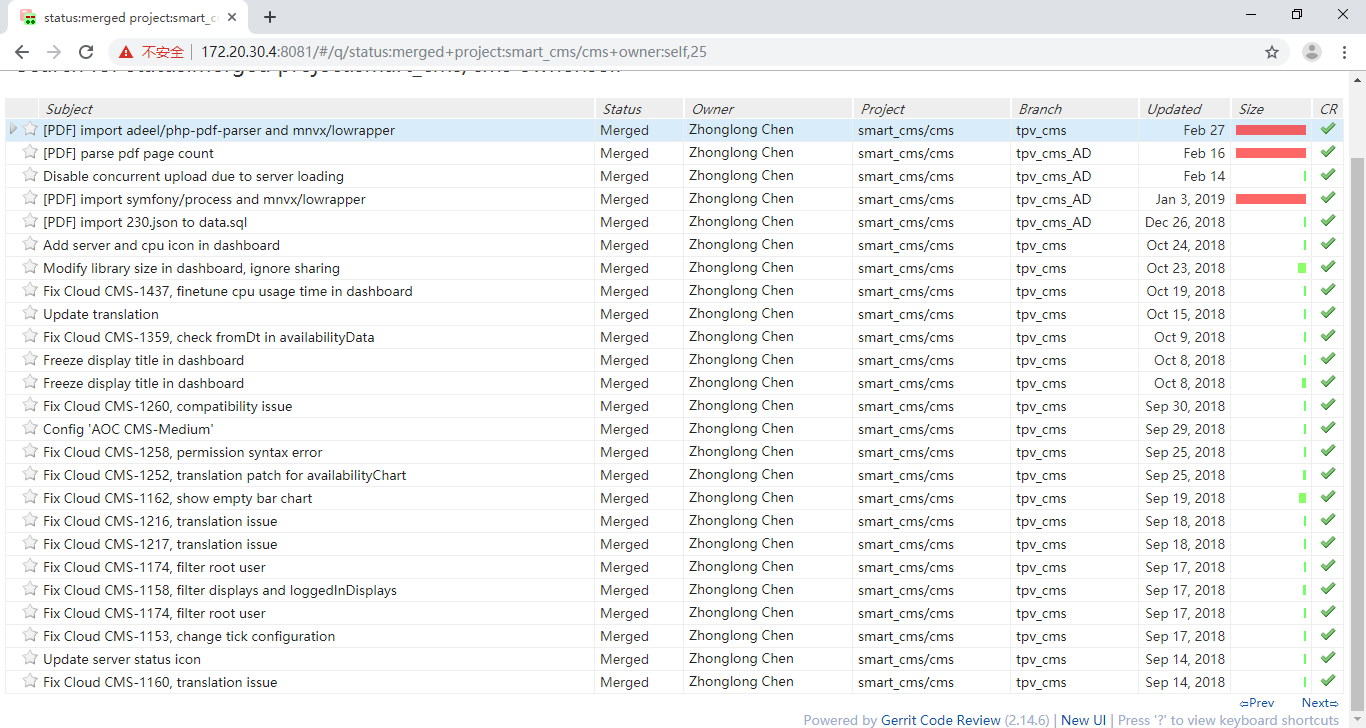 status:merged project:smart_c
不安全 172.20.30.4:8081/#/q/status:merged+project:smart_cms/cms+owner:self,25
Search for status:merged project:smart_cms/cms owner:self
Subject Status Owner Project Branch Updated Size CR
[PDF] import adeel/php-pdf-parser and mnvx/lowrapper Merged Zhonglong Chen smart_cms/cms tpv_cms Feb 27
[PDF] parse pdf page count Merged Zhonglong Chen smart_cms/cms tpv_cms_AD Feb 16
Disable concurrent upload due to server loading Merged Zhonglong Chen smart_cms/cms tpv_cms_AD Feb 14
[PDF] import symfony/process and mnvx/lowrapper Merged Zhonglong Chen smart_cms/cms tpv_cms_AD Jan 3, 2019
[PDF] import 230.json to data.sql Merged Zhonglong Chen smart_cms/cms tpv_cms_AD Dec 26, 2018
Add server and cpu icon in dashboard Merged Zhonglong Chen smart_cms/cms tpv_cms Oct 24, 2018
Modify library size in dashboard, ignore sharing Merged Zhonglong Chen smart_cms/cms tpv_cms Oct 23, 2018
Fix Cloud CMS-1437, finetune cpu usage time in dashboard Merged Zhonglong Chen smart_cms/cms tpv_cms Oct 19, 2018
Update translation Merged Zhonglong Chen smart_cms/cms tpv_cms Oct 15, 2018
Fix Cloud CMS-1359, check fromDt in availabilityData Merged Zhonglong Chen smart_cms/cms tpv_cms Oct 9, 2018
Freeze display title in dashboard Merged Zhonglong Chen smart_cms/cms tpv_cms Oct 8, 2018
Freeze display title in dashboard Merged Zhonglong Chen smart_cms/cms tpv_cms Oct 8, 2018
Fix Cloud CMS-1260, compatibility issue Merged Zhonglong Chen smart_cms/cms tpv_cms Sep 30, 2018
Config 'AOC CMS-Medium' Merged Zhonglong Chen smart_cms/cms tpv_cms Sep 29, 2018
Fix Cloud CMS-1258, permission syntax error Merged Zhonglong Chen smart_cms/cms tpv_cms Sep 25, 2018
Fix Cloud CMS-1252, translation patch for availabilityChart Merged Zhonglong Chen smart_cms/cms tpv_cms Sep 25, 2018
Fix Cloud CMS-1162, show empty bar chart Merged Zhonglong Chen smart_cms/cms tpv_cms Sep 19, 2018
Fix Cloud CMS-1216, translation issue Merged Zhonglong Chen smart_cms/cms tpv_cms Sep 18, 2018
Fix Cloud CMS-1217, translation issue Merged Zhonglong Chen smart_cms/cms tpv_cms Sep 18, 2018
Fix Cloud CMS-1174, filter root user Merged Zhonglong Chen smart_cms/cms tpv_cms Sep 17, 2018
Fix Cloud CMS-1158, filter displays and loggedInDisplays Merged Zhonglong Chen smart_cms/cms tpv_cms Sep 17, 2018
Fix Cloud CMS-1174, filter root user Merged Zhonglong Chen smart_cms/cms tpv_cms Sep 17, 2018
Fix Cloud CMS-1153, change tick configuration Merged Zhonglong Chen smart_cms/cms tpv_cms Sep 17, 2018
Update server status icon Merged Zhonglong Chen smart_cms/cms tpv_cms Sep 14, 2018
Fix Cloud CMS-1160, translation issue Merged Zhonglong Chen smart_cms/cms tpv_cms Sep 14, 2018
⇦Prev Next⇨
Powered by Gerrit Code Review (2.14.6) | New UI | Press '?' to view keyboard shortcuts